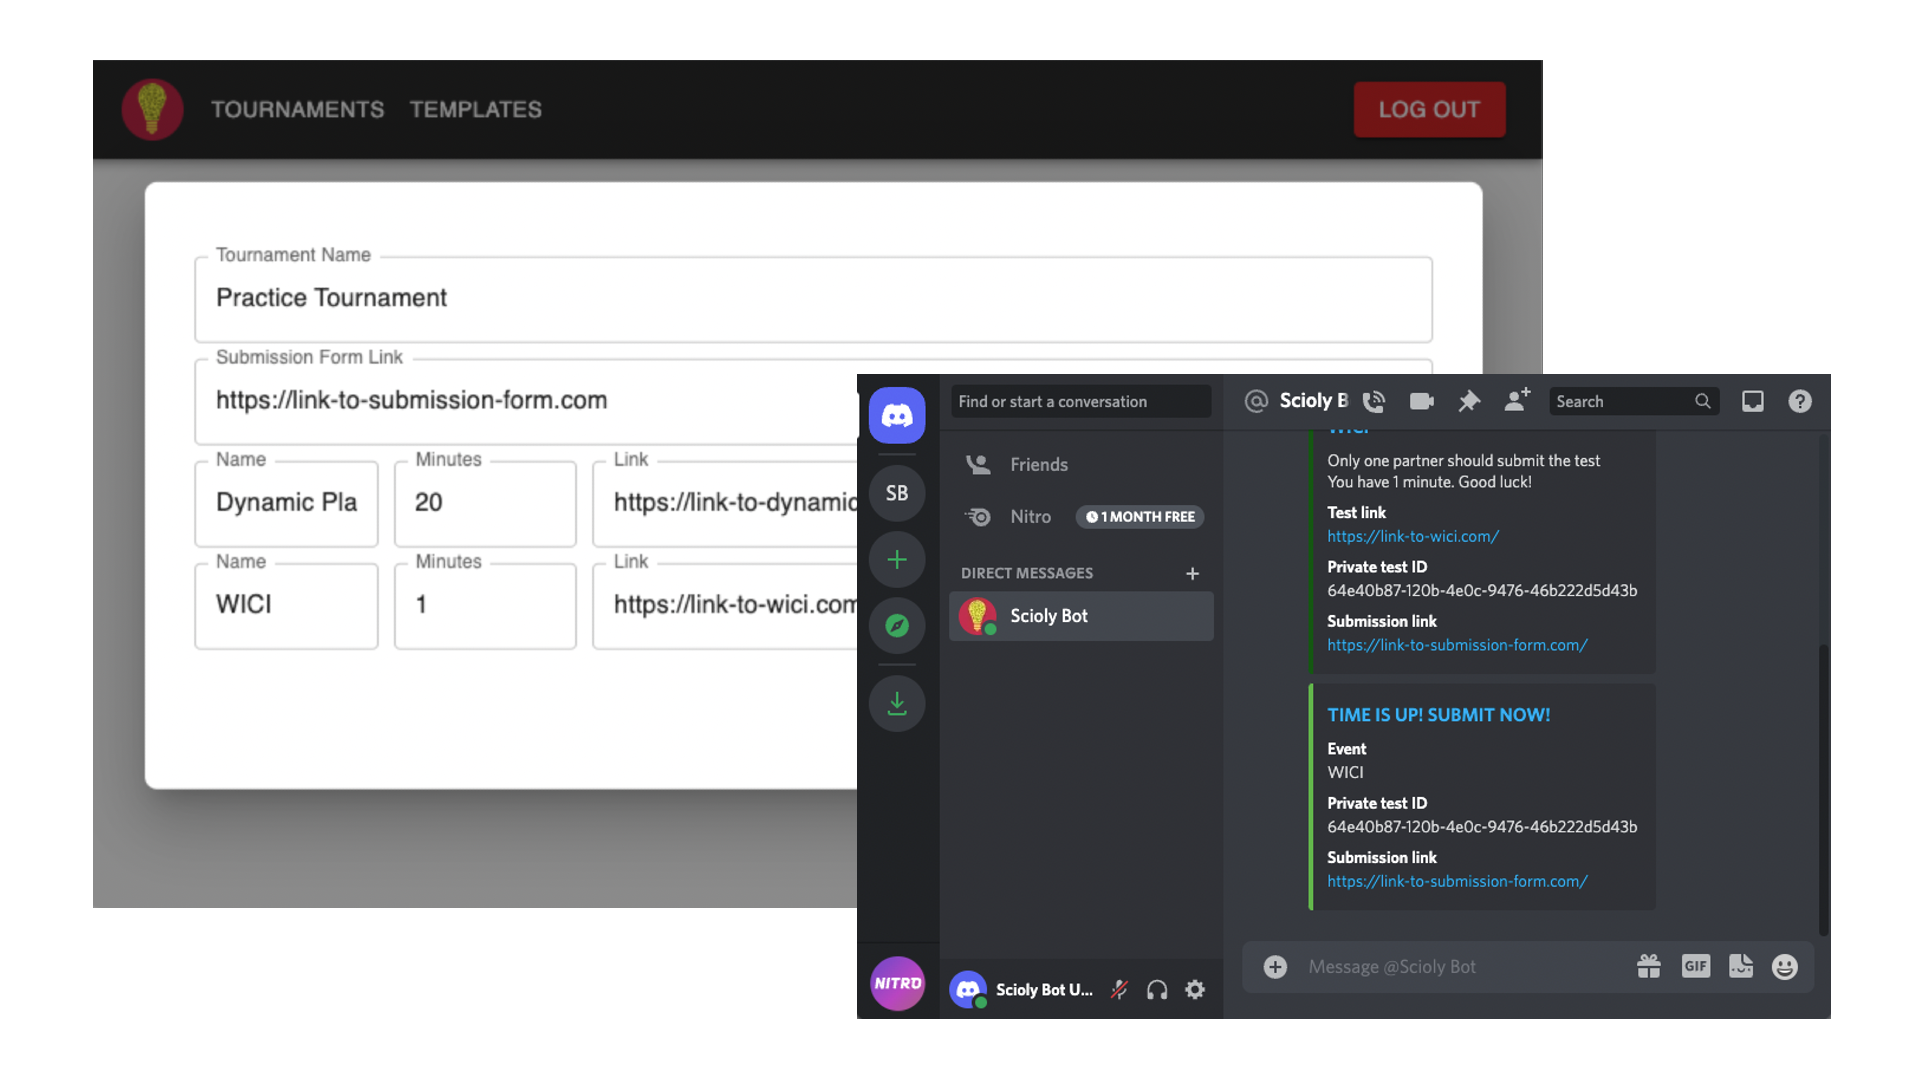 TOURNAMENTS TEMPLATES LOG OUT
Tournament Name
Practice Tournament
Submission Form Link
https://link-to-submission-form.com
Name Minutes Link
Dynamic Pla 20 https://link-to-dynamic
Name Minutes Link
WICI 1 https://link-to-wici.com
Find or start a conversation
SB
Friends
Nitro 1 MONTH FREE
DIRECT MESSAGES
Scioly Bot
NITRO
Scioly Bot U...
Scioly B Search
WICI
Only one partner should submit the test
You have 1 minute. Good luck!
Test link
https://link-to-wici.com/
Private test ID
64e40b87-120b-4e0c-9476-46b222d5d43b
Submission link
https://link-to-submission-form.com/
TIME IS UP! SUBMIT NOW!
Event
WICI
Private test ID
64e40b87-120b-4e0c-9476-46b222d5d43b
Submission link
https://link-to-submission-form.com/
Message @Scioly Bot GIF